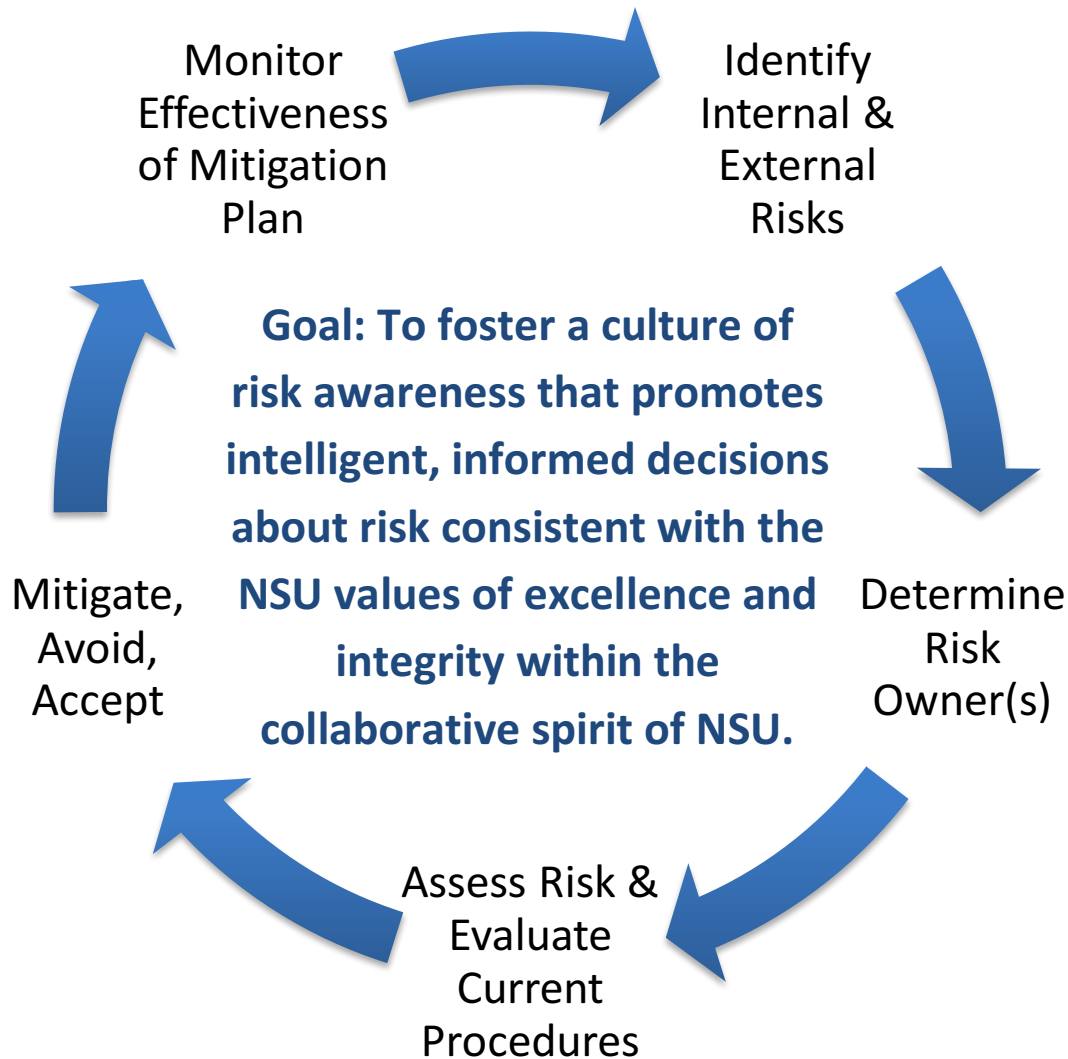 Monitor
Effectiveness
of Mitigation
Plan
Identify
Internal &
External
Risks
Goal: To foster a culture of
risk awareness that promotes
intelligent, informed decisions
about risk consistent with the
NSU values of excellence and
integrity within the
collaborative spirit of NSU.
Mitigate,
Avoid,
Accept
Determine
Risk
Owner(s)
Assess Risk &
Evaluate
Current
Procedures